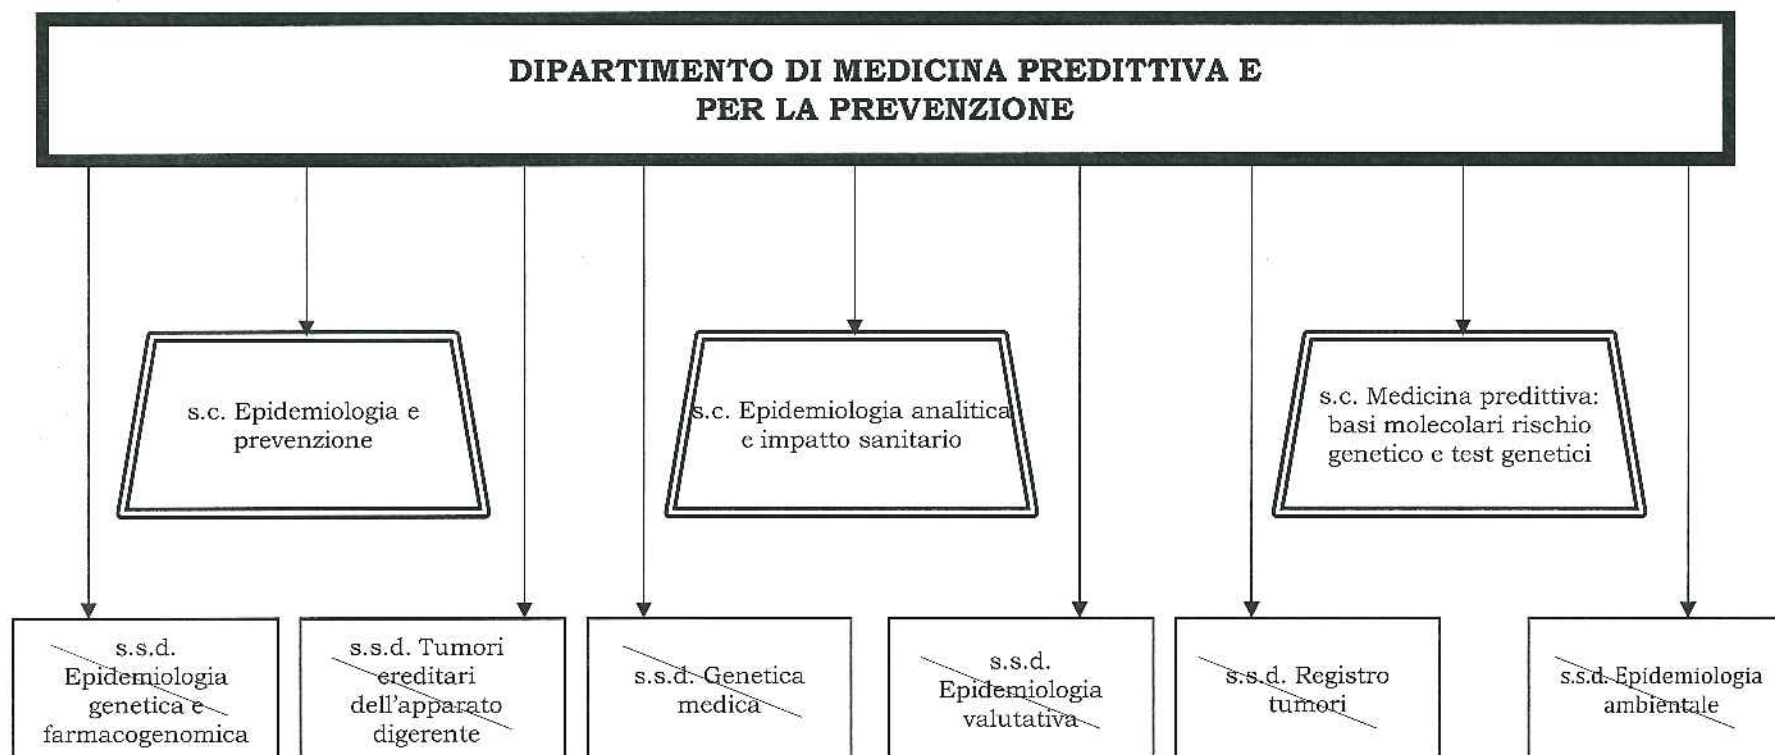 DIPARTIMENTO DI MEDICINA PREDITTIVA E
PER LA PREVENZIONE
s.c. Epidemiologia e
prevenzione
s.c. Epidemiologia analitica
e impatto sanitario
s.c. Medicina predittiva:
basi molecolari rischio
genetico e test genetici
s.s.d.
Epidemiologia
genetica e
farmacogenomica
s.s.d. Tumori
ereditari
dell'apparato
digerente
s.s.d. Genetica
medica
s.s.d.
Epidemiologia
valutativa
s.s.d. Registro
tumori
s.s.d. Epidemiologia
ambientale